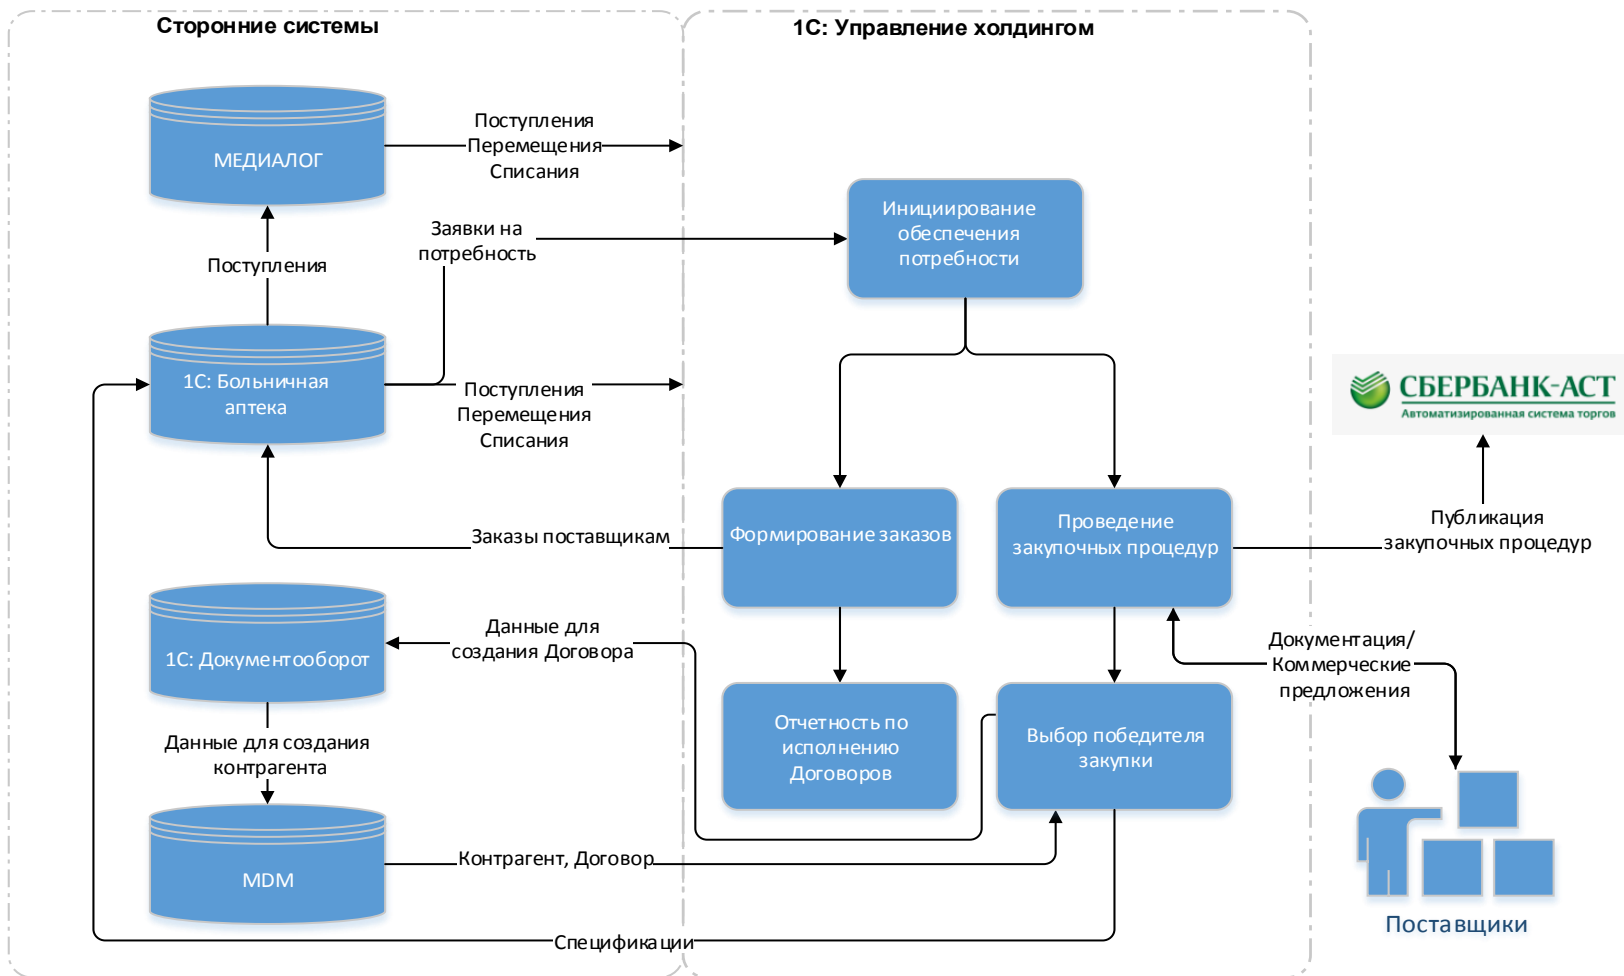 Сторонние системы
1С: Управление холдингом
МЕДИАЛОГ
Поступления
Перемещения
Списания
Инициирование
обеспечения
потребности
Заявки на
потребность
Поступления
1С: Больничная
аптека
Поступления
Перемещения
Списания
СБЕРБАНК-АСТ
Автоматизированная система торгов
Формирование заказов
Проведение
закупочных процедур
Заказы поставщикам
Публикация
закупочных процедур
1С: Документооборот
Данные для
создания Договора
Документация/
Коммерческие
предложения
Отчетность по
исполнению
Договоров
Выбор победителя
закупки
Данные для создания
контрагента
MDM
Контрагент, Договор
Поставщики
Спецификации